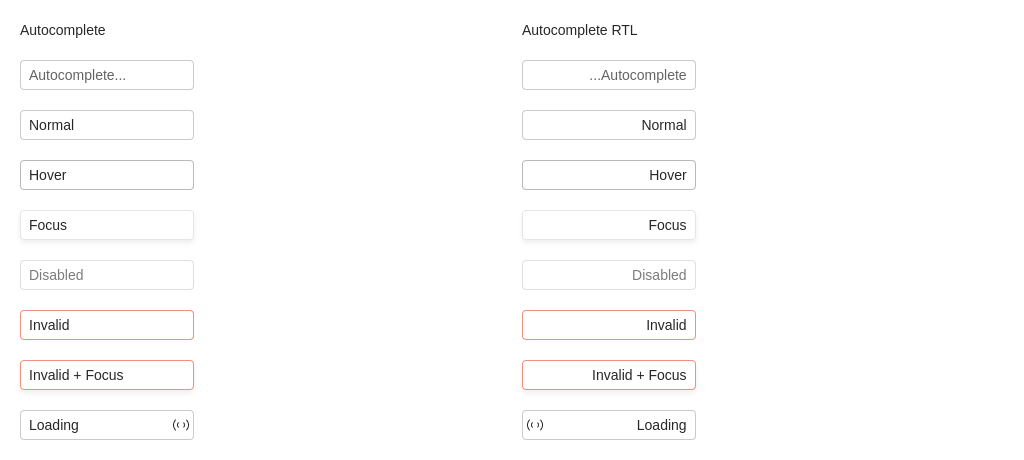 Autocomplete
Autocomplete...
Normal
Hover
Focus
Disabled
Invalid
Invalid + Focus
Loading
Autocomplete RTL
...Autocomplete
Normal
Hover
Focus
Disabled
Invalid
Invalid + Focus
Loading